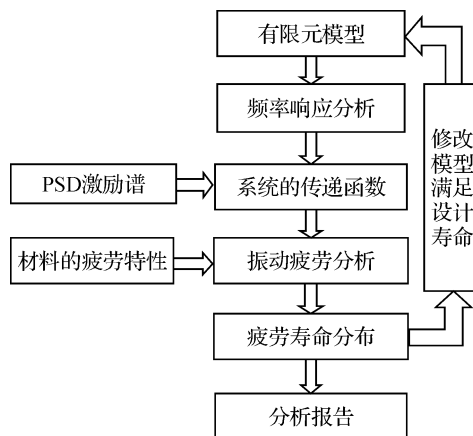 有限元模型
频率响应分析
PSD激励谱
系统的传递函数
材料的疲劳特性
振动疲劳分析
疲劳寿命分布
分析报告
修改
模型
满足
设计
寿命